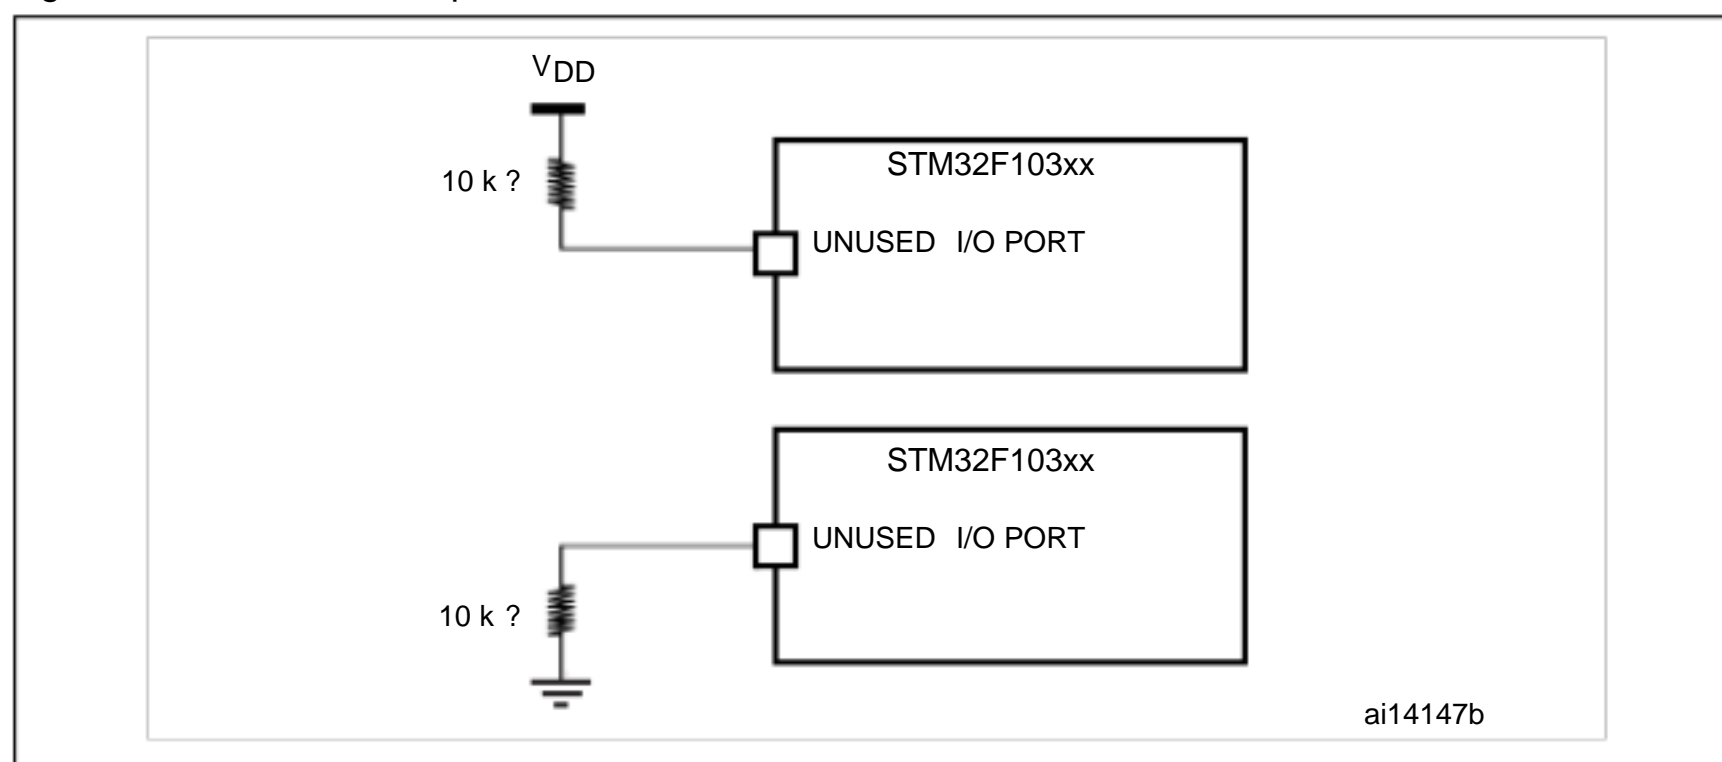 VDD
10 k ?
STM32F103xx
UNUSED I/O PORT
STM32F103xx
UNUSED I/O PORT
10 k ?
ai14147b